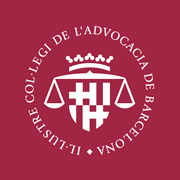 IL·LUSTRE COL·LEGI DE L'ADVOCACIA DE BARCELONA